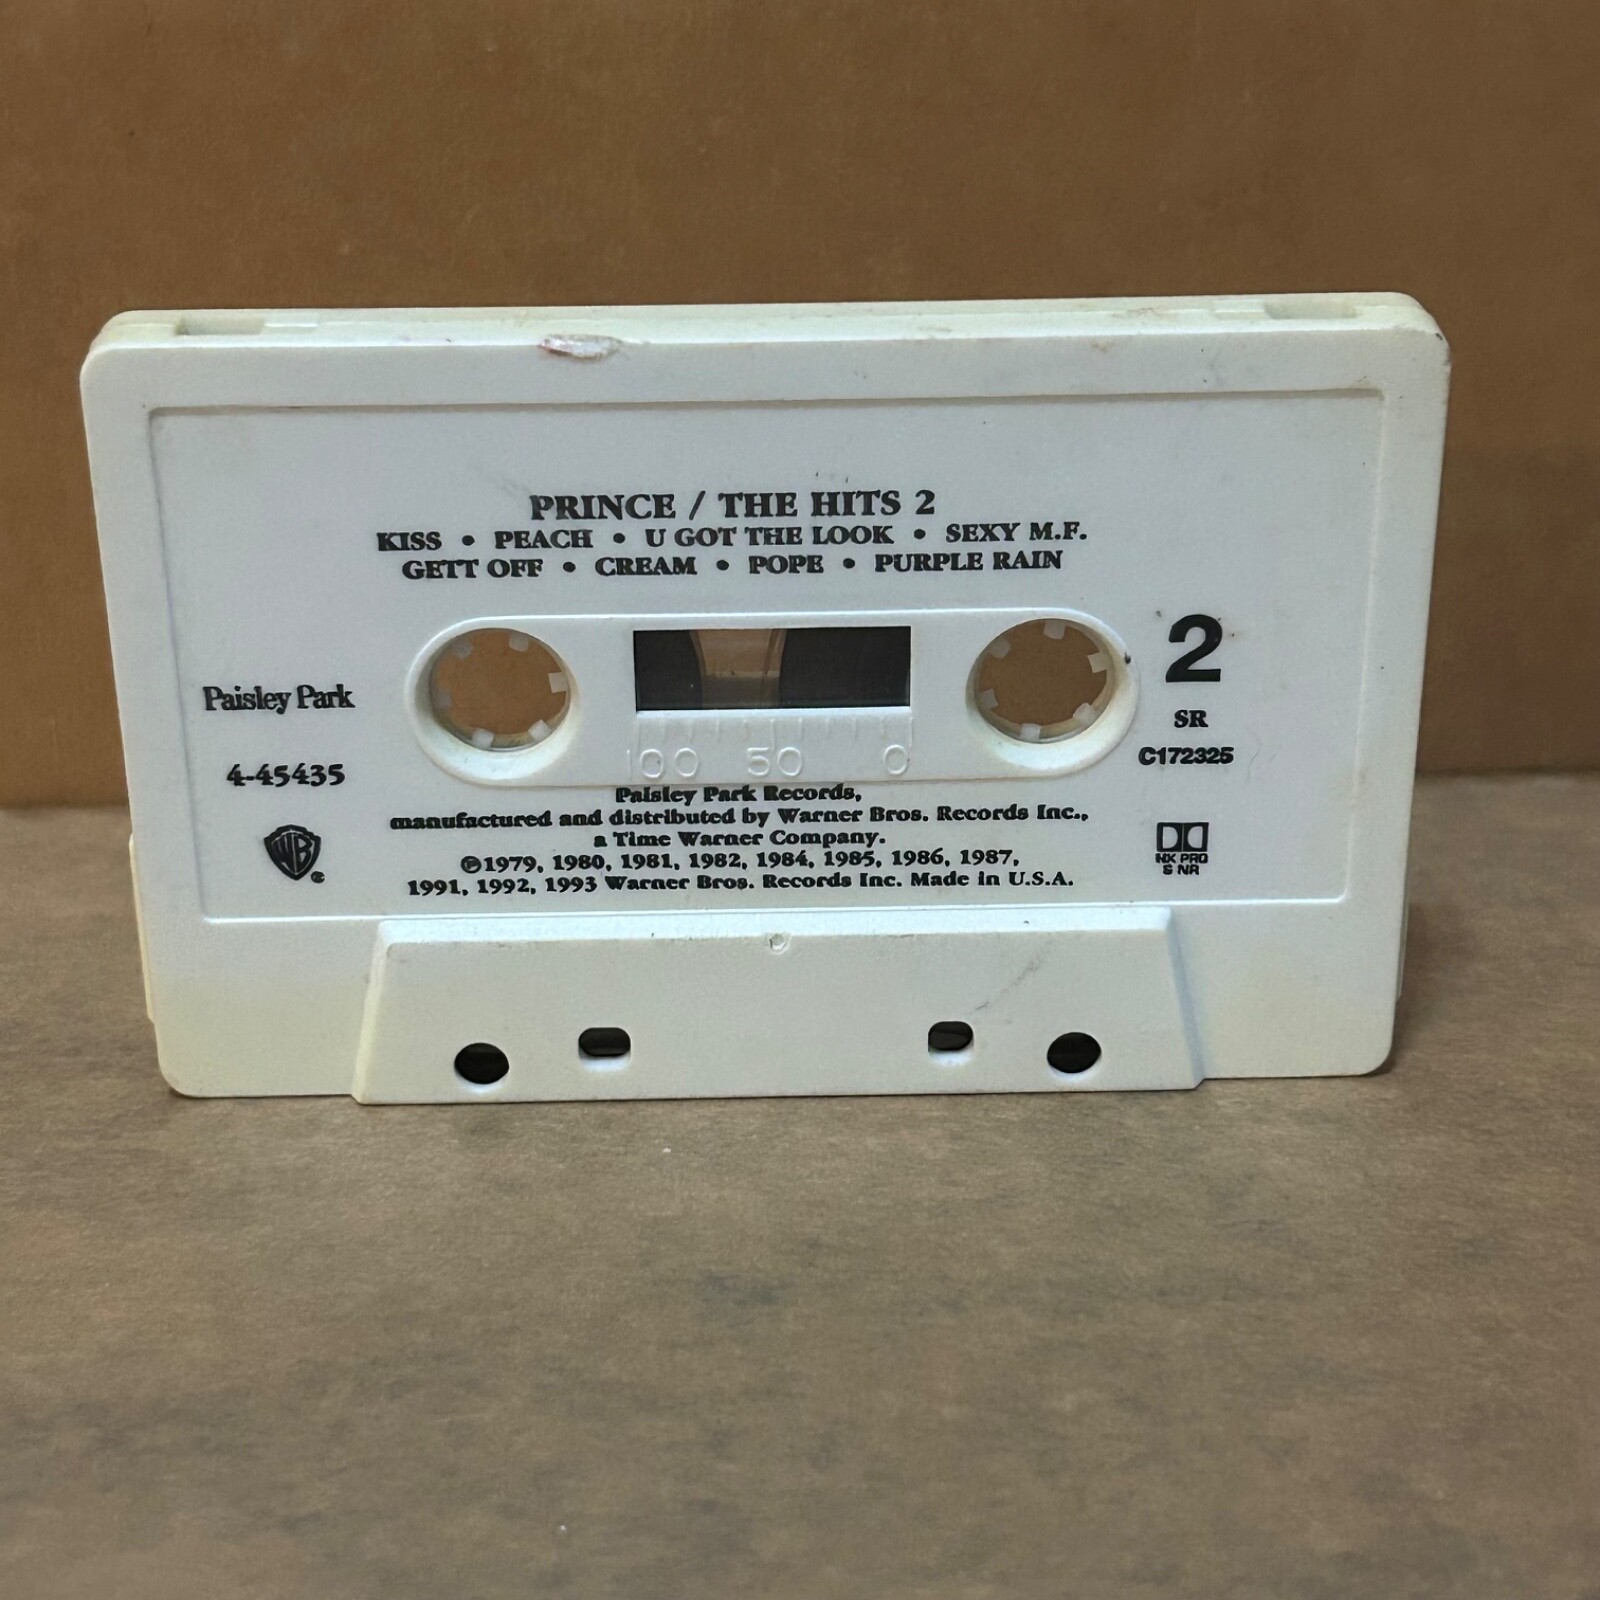 PRINCE / THE HITS 2
KISS • PEACH • U GOT THE LOOK • SEXY M.F.
GETT OFF • CREAM • POPE • PURPLE RAIN
2
Paisley Park
SR
C172325
4-45435
100 50 0
Paisley Park Records,
manufactured and distributed by Warner Bros. Records Inc.,
a Time Warner Company.
℗1979, 1980, 1981, 1982, 1984, 1985, 1986, 1987,
1991, 1992, 1993 Warner Bros. Records Inc. Made in U.S.A.
WB
HX PRO
& NR